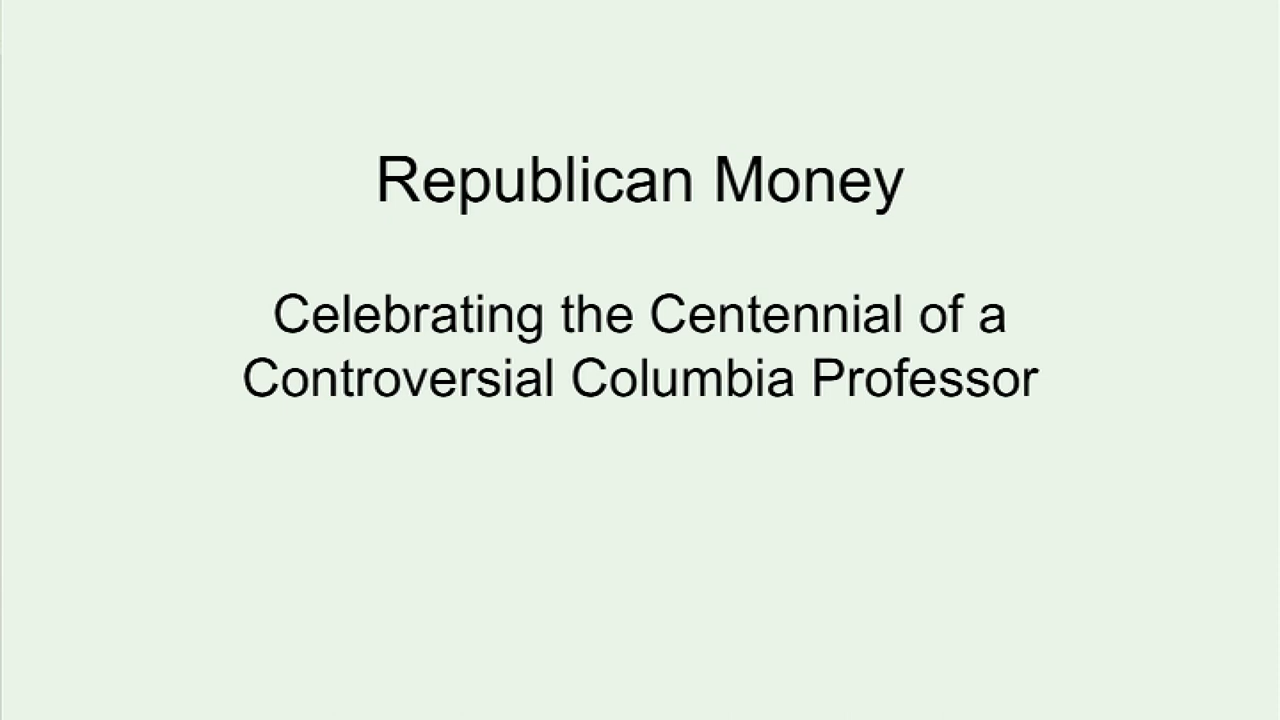 Republican Money
Celebrating the Centennial of a
Controversial Columbia Professor